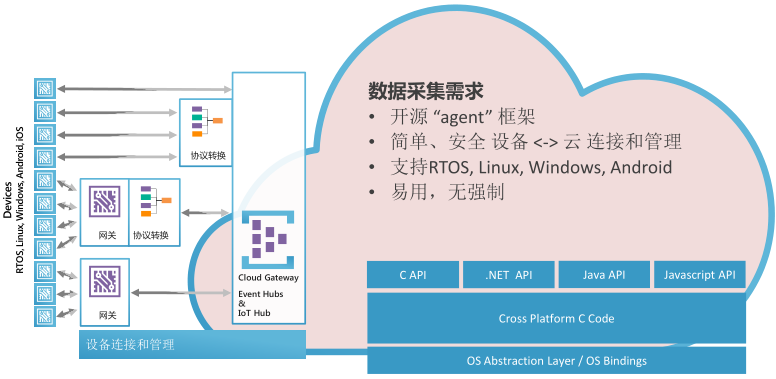 Devices
RTOS, Linux, Windows, Android, iOS
协议转换
网关
协议转换
网关
Cloud Gateway
Event Hubs
&
IoT Hub
设备连接和管理
数据采集需求
• 开源 “agent” 框架
• 简单、安全 设备 <-> 云 连接和管理
• 支持RTOS, Linux, Windows, Android
• 易用，无强制
C API
.NET API
Java API
Javascript API
Cross Platform C Code
OS Abstraction Layer / OS Bindings